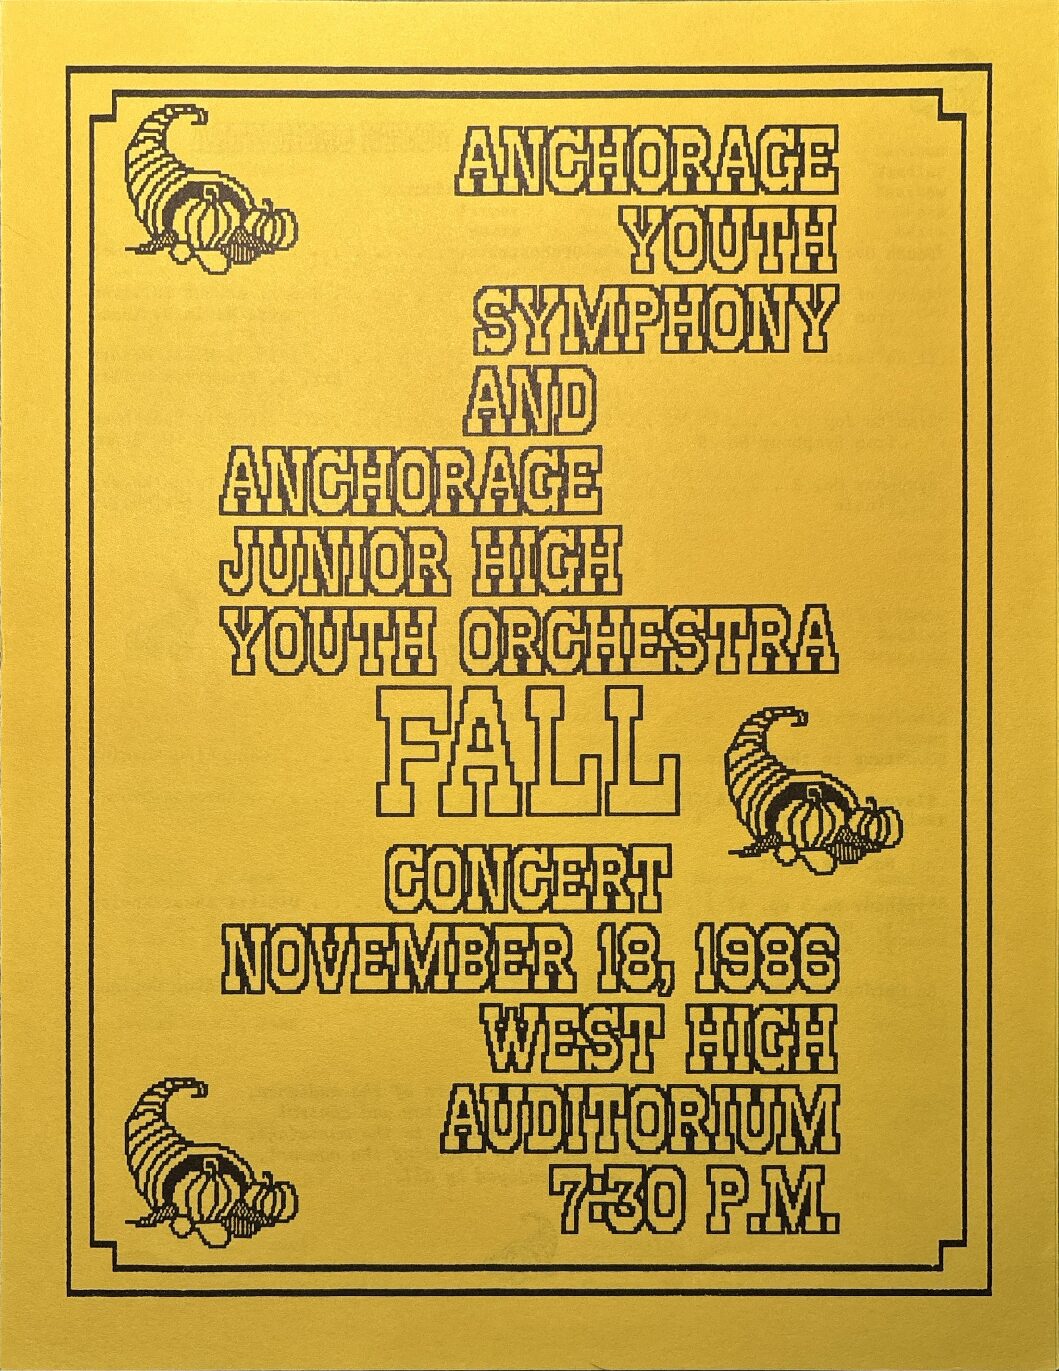 ANCHORAGE
YOUTH
SYMPHONY
AND
ANCHORAGE
JUNIOR HIGH
YOUTH ORCHESTRA
FALL
CONCERT
NOVEMBER 18, 1986
WEST HIGH
AUDITORIUM
7:30 P.M.